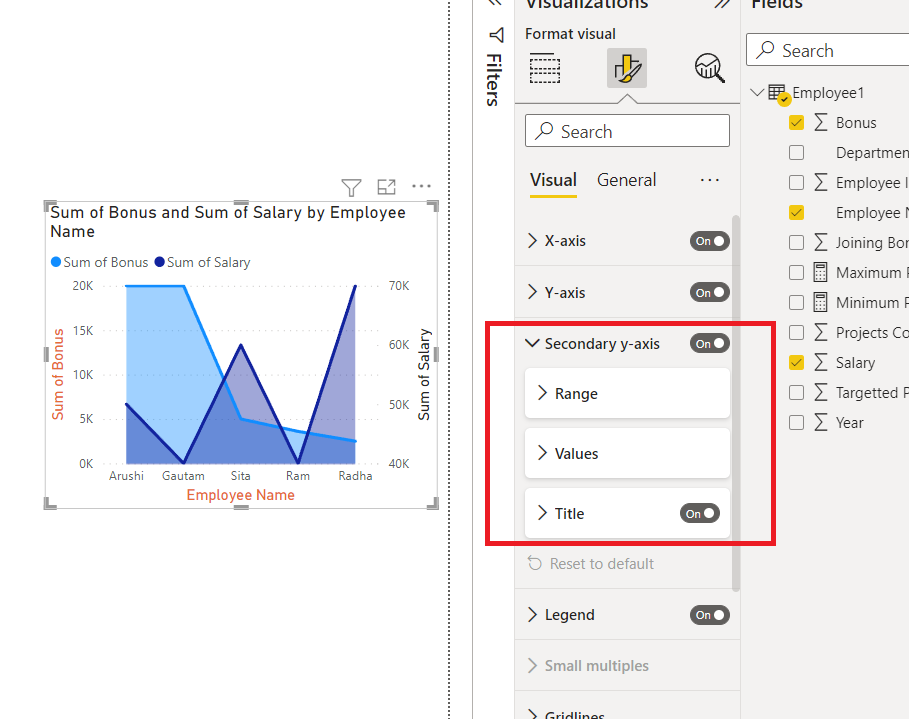 Visualizations
Fields
Format visual
Filters
Search
Search
Visual
General
X-axis
On
Y-axis
On
Secondary y-axis
On
Range
Values
Title
On
Reset to default
Legend
On
Small multiples
Gridlines
Employee1
Bonus
Departmen
Employee I
Employee N
Joining Bon
Maximum P
Minimum P
Projects Co
Salary
Targetted P
Year
Sum of Bonus and Sum of Salary by Employee
Name
Sum of Bonus Sum of Salary
20K
15K
10K
5K
0K
Sum of Bonus
70K
60K
50K
40K
Sum of Salary
Arushi Gautam Sita Ram Radha
Employee Name